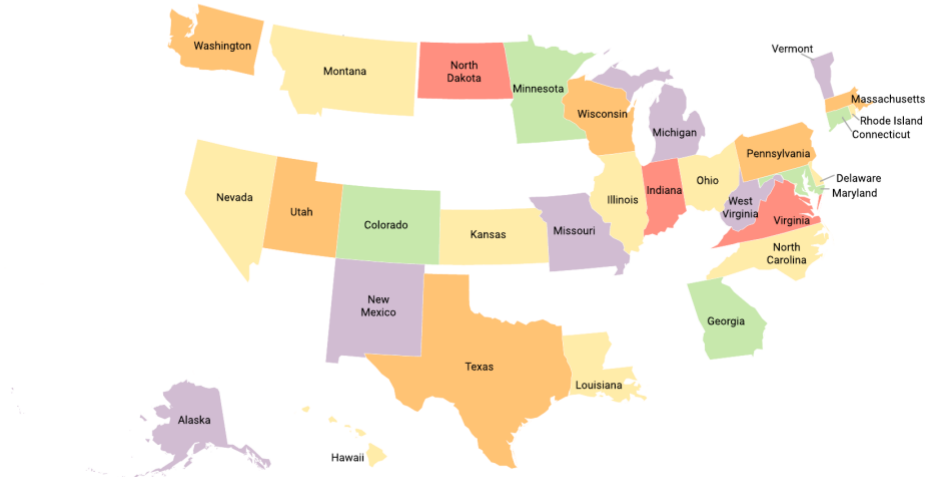 Washington
Montana
North
Dakota
Minnesota
Wisconsin
Michigan
Vermont
Massachusetts
Rhode Island
Connecticut
Pennsylvania
Ohio
Indiana
Illinois
Delaware
Maryland
West
Virginia
Virginia
North
Carolina
Nevada
Utah
Colorado
Kansas
Missouri
New
Mexico
Texas
Louisiana
Georgia
Alaska
Hawaii